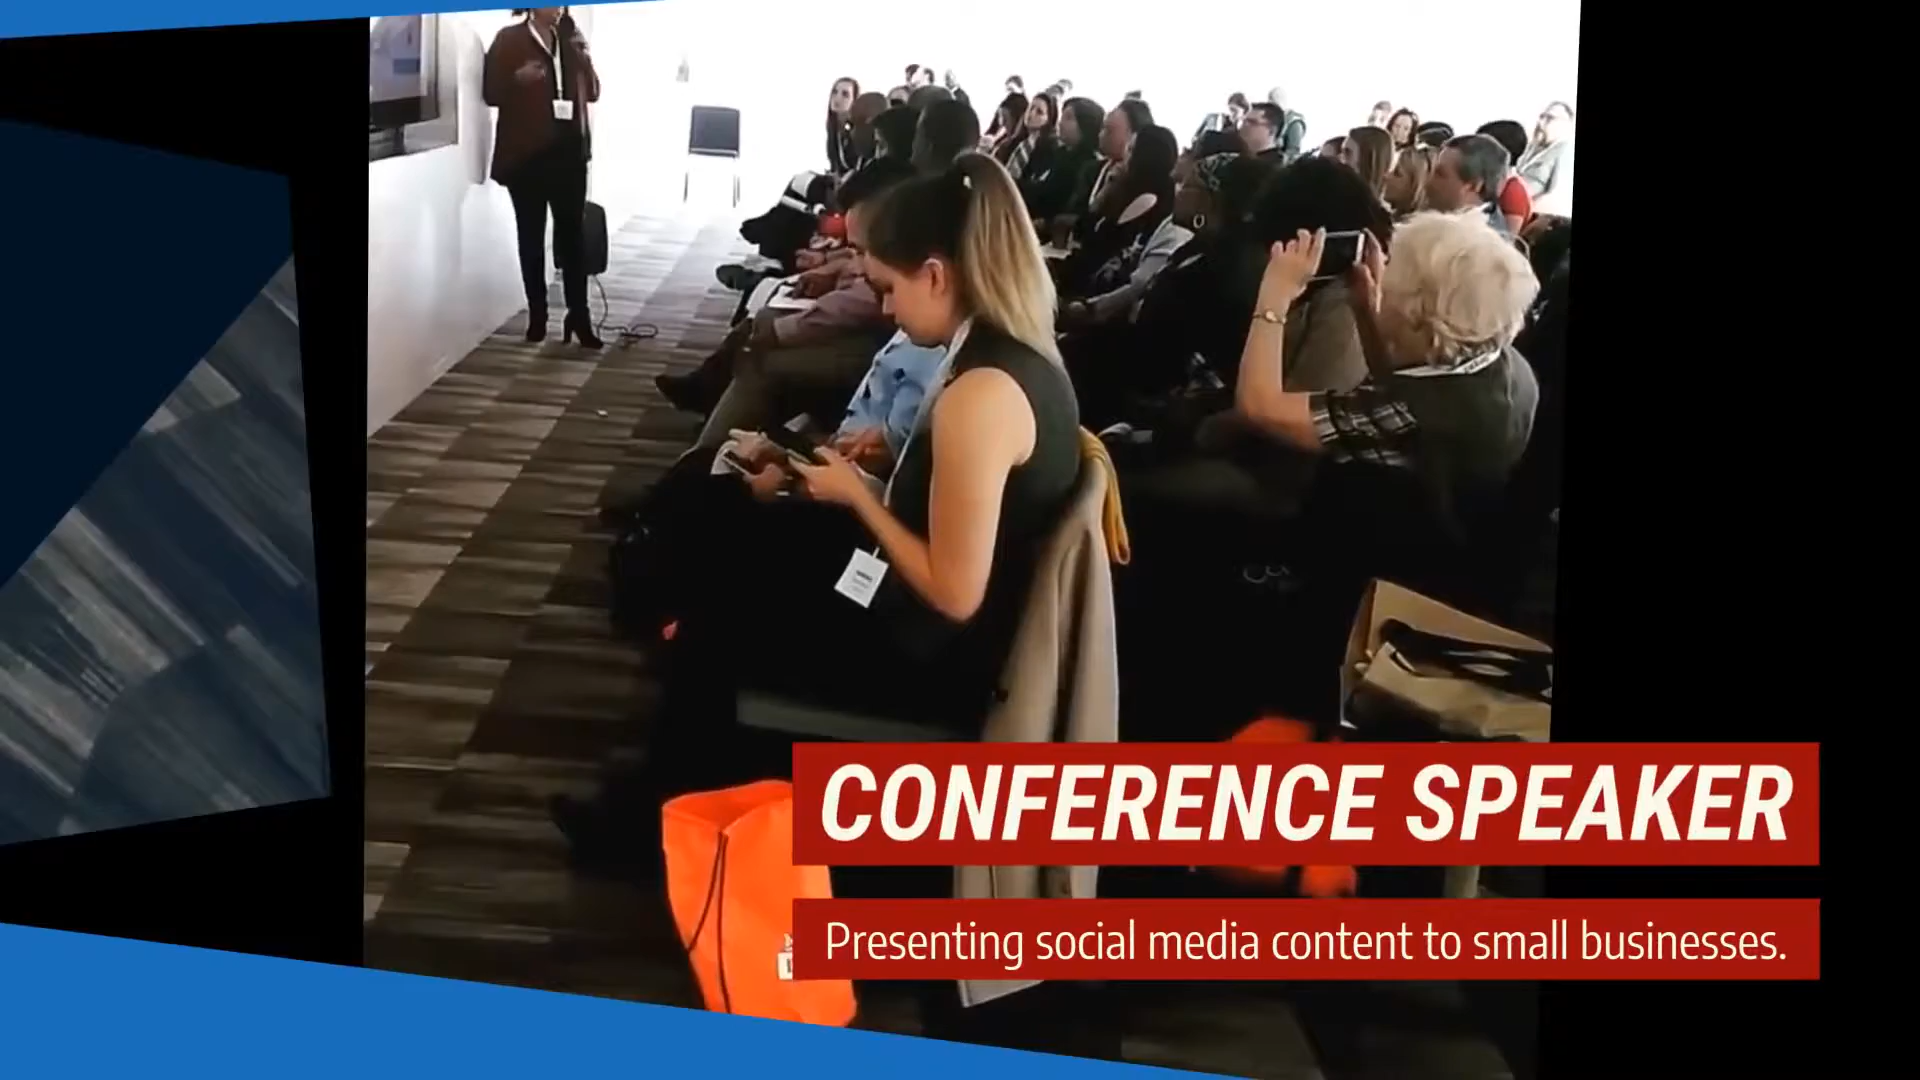 CONFERENCE SPEAKER
Presenting social media content to small businesses.